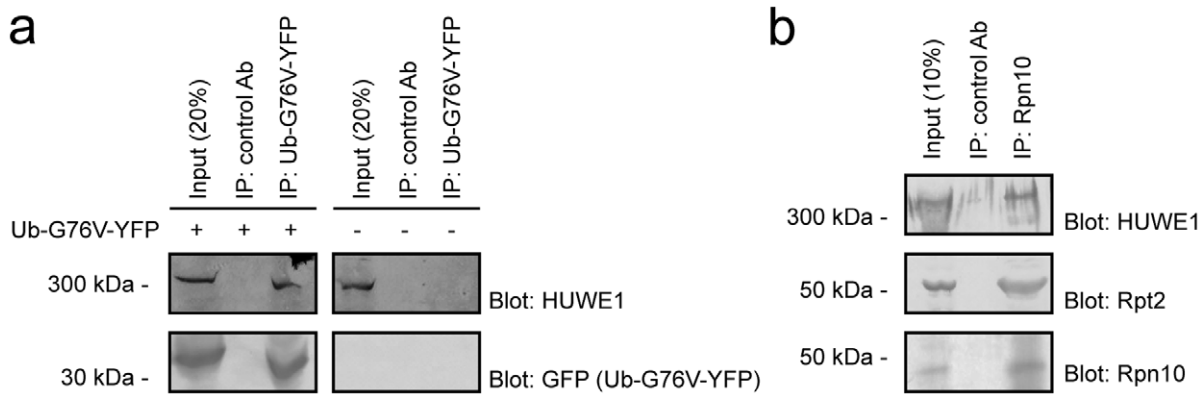 a
Input (20%)
IP: control Ab
IP: Ub-G76V-YFP
Input (20%)
IP: control Ab
IP: Ub-G76V-YFP
Ub-G76V-YFP + + + - - -
300 kDa -
Blot: HUWE1
30 kDa -
Blot: GFP (Ub-G76V-YFP)
b
Input (10%)
IP: control Ab
IP: Rpn10
300 kDa -
Blot: HUWE1
50 kDa -
Blot: Rpt2
50 kDa -
Blot: Rpn10